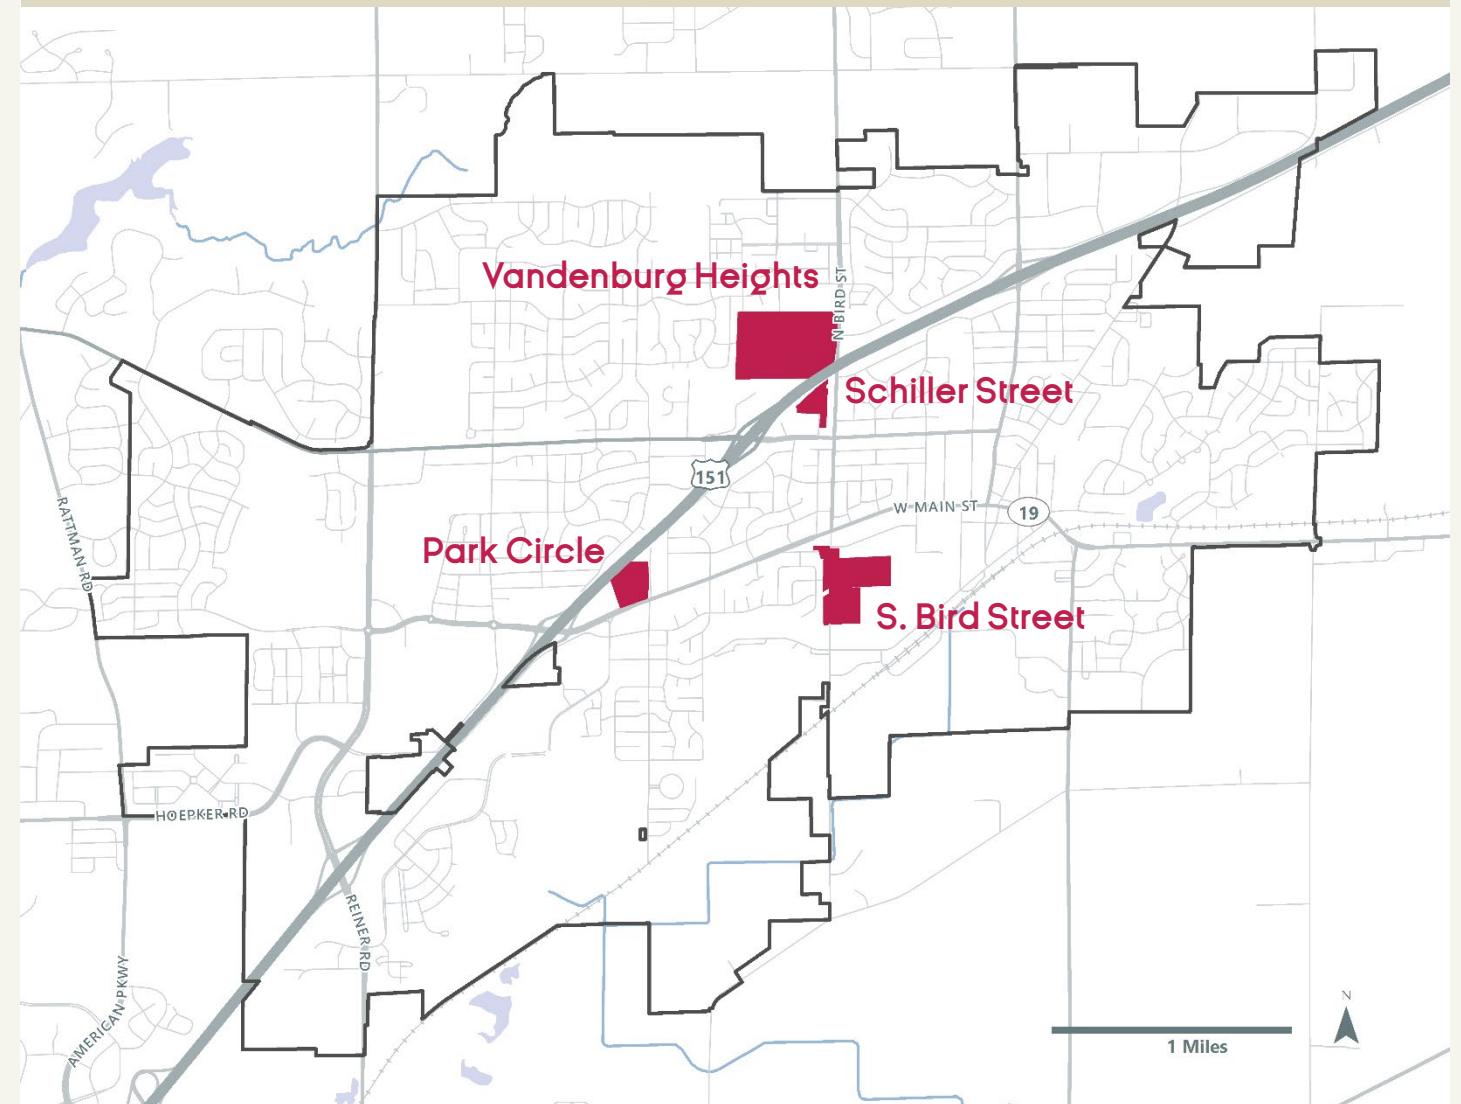 Vandenburg Heights
N BIRD ST
Schiller Street
151
RATTMAN RD
W MAIN ST
19
Park Circle
S. Bird Street
HOEPKER RD
REINER RD
AMERICAN PKWY
N
1 Miles